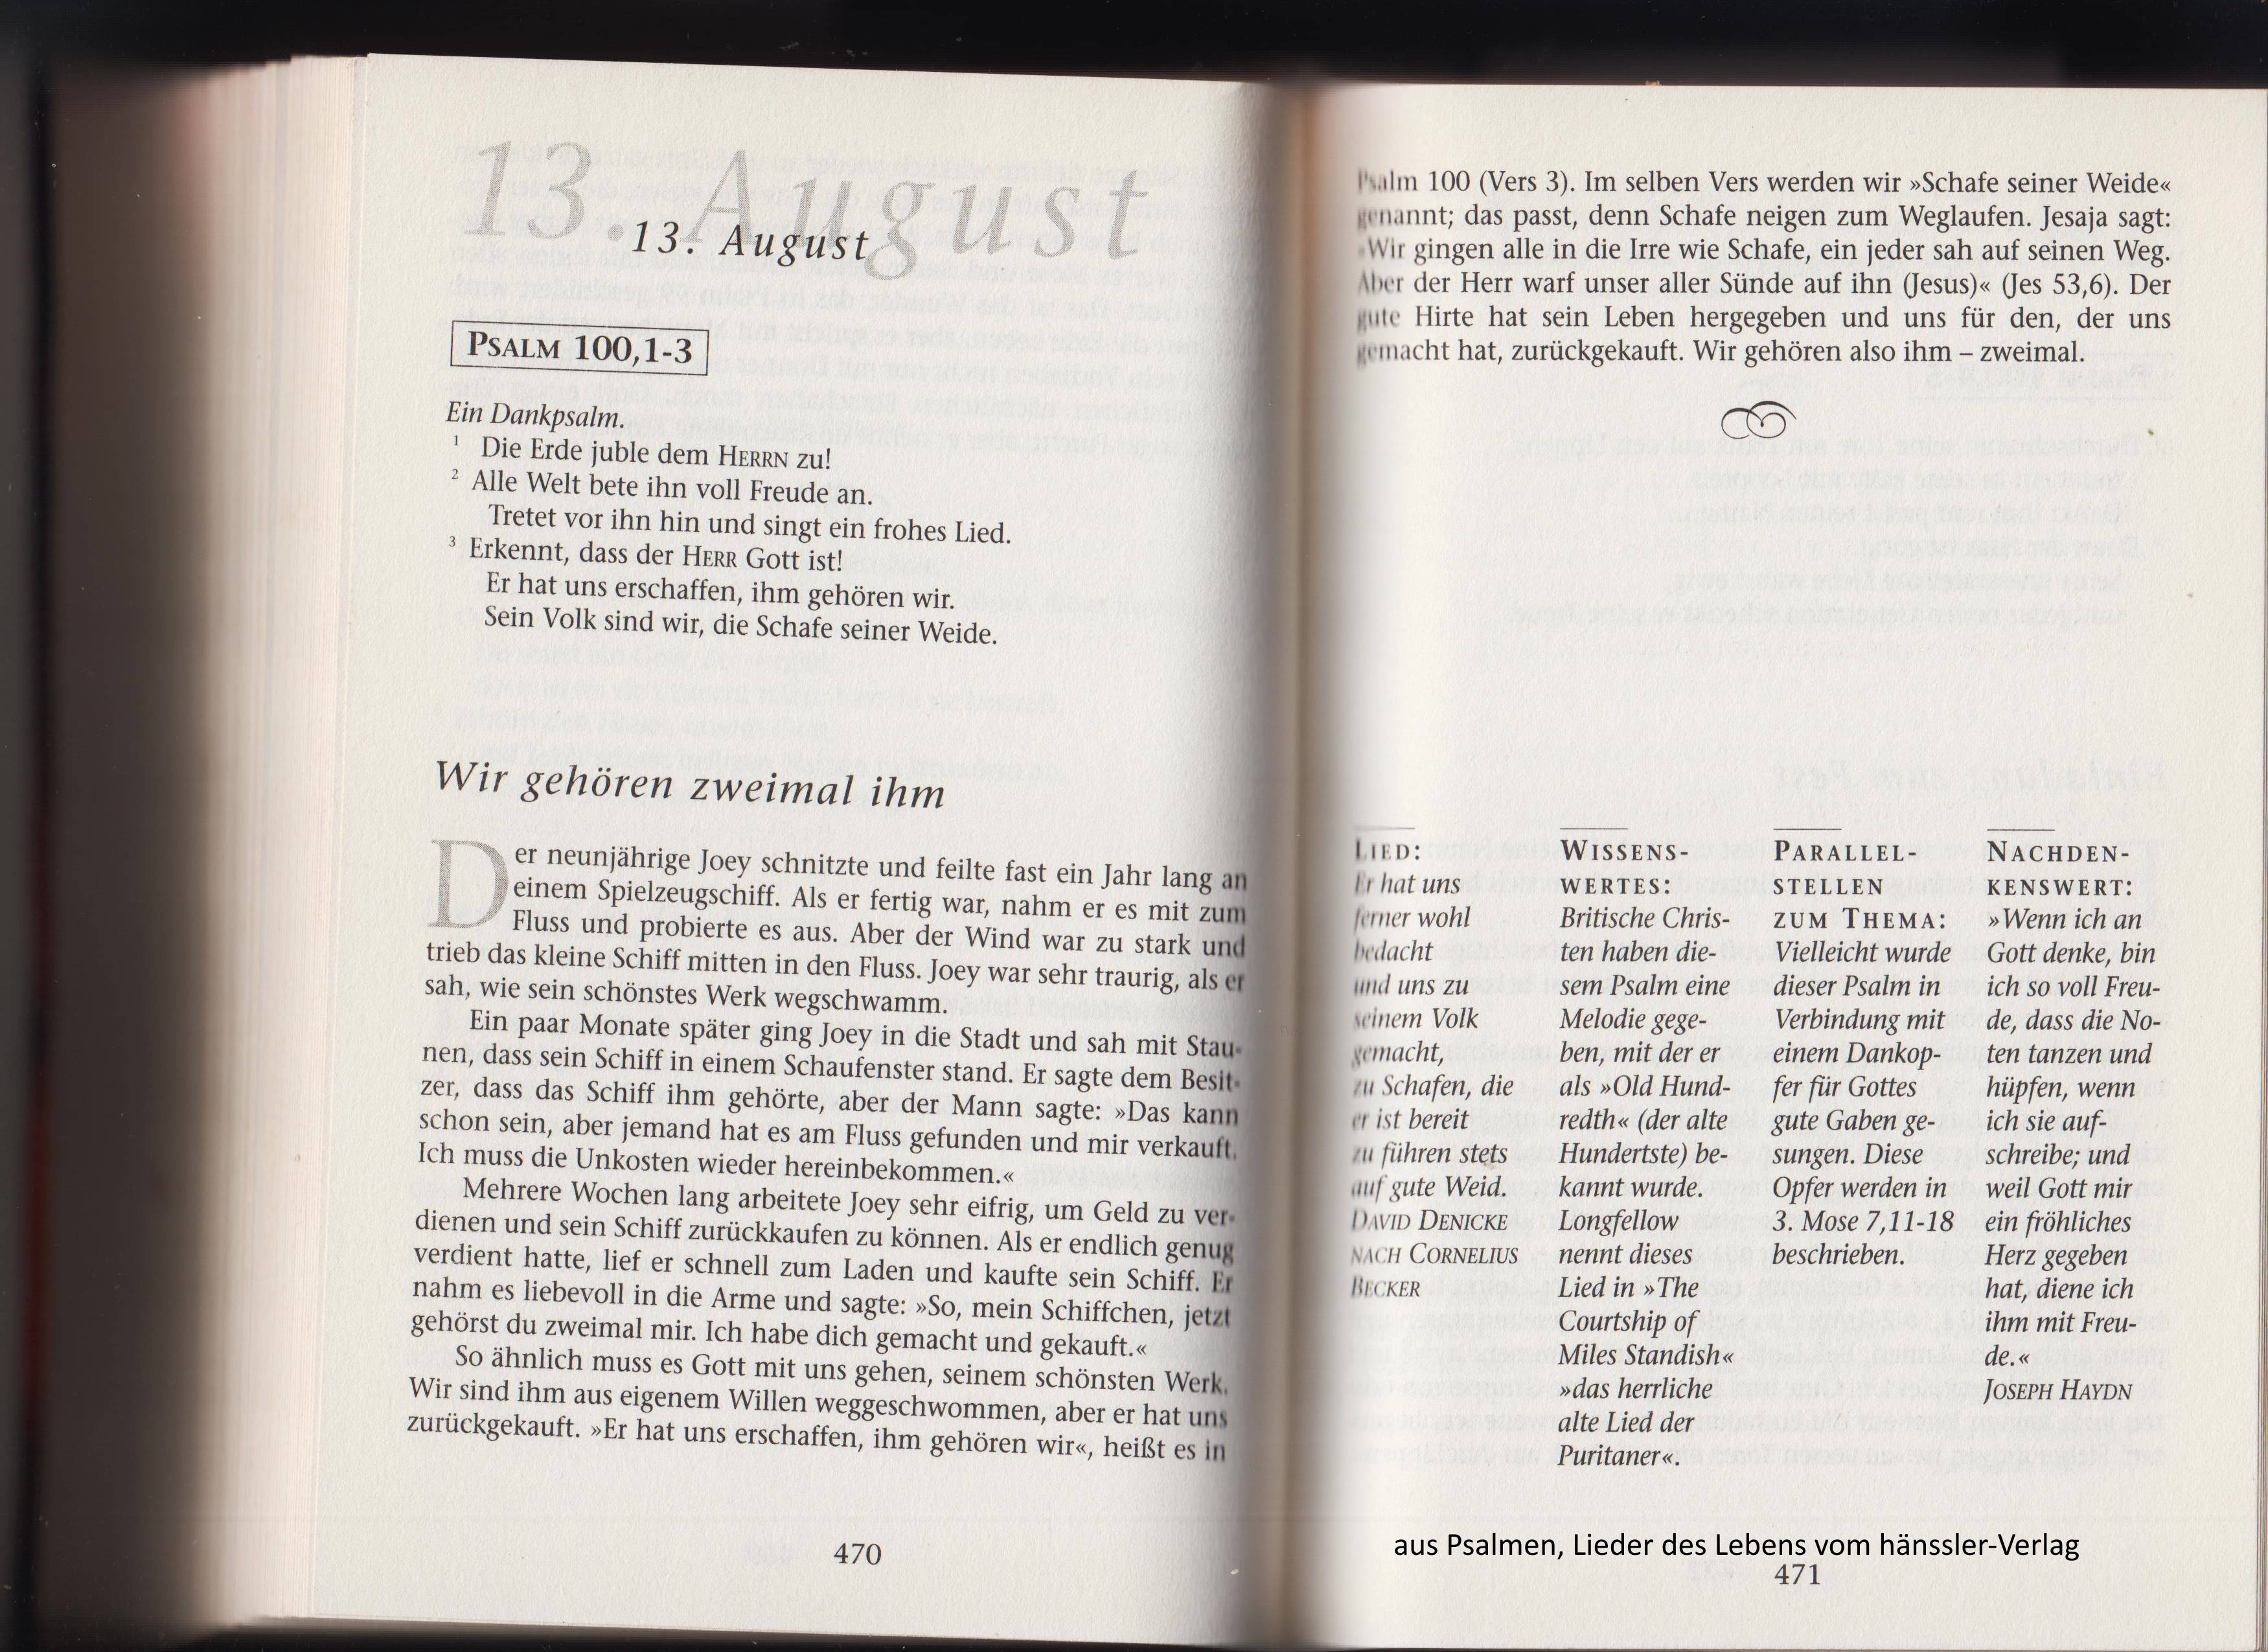 13. August
13. August
PSALM 100,1-3
Ein Dankpsalm.
1 Die Erde juble dem HERRN zu!
2 Alle Welt bete ihn voll Freude an.
Tretet vor ihn hin und singt ein frohes Lied.
3 Erkennt, dass der HERR Gott ist!
Er hat uns erschaffen, ihm gehören wir.
Sein Volk sind wir, die Schafe seiner Weide.
Wir gehören zweimal ihm
Der neunjährige Joey schnitzte und feilte fast ein Jahr lang an
einem Spielzeugschiff. Als er fertig war, nahm er es mit zum
Fluss und probierte es aus. Aber der Wind war zu stark und
trieb das kleine Schiff mitten in den Fluss. Joey war sehr traurig, als er
sah, wie sein schönstes Werk wegschwamm.
Ein paar Monate später ging Joey in die Stadt und sah mit Stau-
nen, dass sein Schiff in einem Schaufenster stand. Er sagte dem Besit-
zer, dass das Schiff ihm gehörte, aber der Mann sagte: »Das kann
schon sein, aber jemand hat es am Fluss gefunden und mir verkauft.
Ich muss die Unkosten wieder hereinbekommen.«
Mehrere Wochen lang arbeitete Joey sehr eifrig, um Geld zu ver-
dienen und sein Schiff zurückkaufen zu können. Als er endlich genug
verdient hatte, lief er schnell zum Laden und kaufte sein Schiff. Er
nahm es liebevoll in die Arme und sagte: »So, mein Schiffchen, jetzt
gehörst du zweimal mir. Ich habe dich gemacht und gekauft.«
So ähnlich muss es Gott mit uns gehen, seinem schönsten Werk.
Wir sind ihm aus eigenem Willen weggeschwommen, aber er hat uns
zurückgekauft. »Er hat uns erschaffen, ihm gehören wir«, heißt es in
470
Psalm 100 (Vers 3). Im selben Vers werden wir »Schafe seiner Weide«
genannt; das passt, denn Schafe neigen zum Weglaufen. Jesaja sagt:
»Wir gingen alle in die Irre wie Schafe, ein jeder sah auf seinen Weg.
Aber der Herr warf unser aller Sünde auf ihn (Jesus)« (Jes 53,6). Der
gute Hirte hat sein Leben hergegeben und uns für den, der uns
gemacht hat, zurückgekauft. Wir gehören also ihm – zweimal.
LIED:
Er hat uns
ferner wohl
bedacht
und uns zu
seinem Volk
gemacht,
zu Schafen, die
er ist bereit
zu führen stets
auf gute Weid.
DAVID DENICKE
NACH CORNELIUS
BECKER
WISSENS-
WERTES:
Britische Chris-
ten haben die-
sem Psalm eine
Melodie gege-
ben, mit der er
als »Old Hund-
redth« (der alte
Hundertste) be-
kannt wurde.
Longfellow
nennt dieses
Lied in »The
Courtship of
Miles Standish«
»das herrliche
alte Lied der
Puritaner«.
PARALLEL-
STELLEN
ZUM THEMA:
Vielleicht wurde
dieser Psalm in
Verbindung mit
einem Dankop-
fer für Gottes
gute Gaben ge-
sungen. Diese
Opfer werden in
3. Mose 7,11-18
beschrieben.
NACHDEN-
KENSWERT:
»Wenn ich an
Gott denke, bin
ich so voll Freu-
de, dass die No-
ten tanzen und
hüpfen, wenn
ich sie auf-
schreibe; und
weil Gott mir
ein fröhliches
Herz gegeben
hat, diene ich
ihm mit Freu-
de.«
JOSEPH HAYDN
aus Psalmen, Lieder des Lebens vom hänssler-Verlag
471